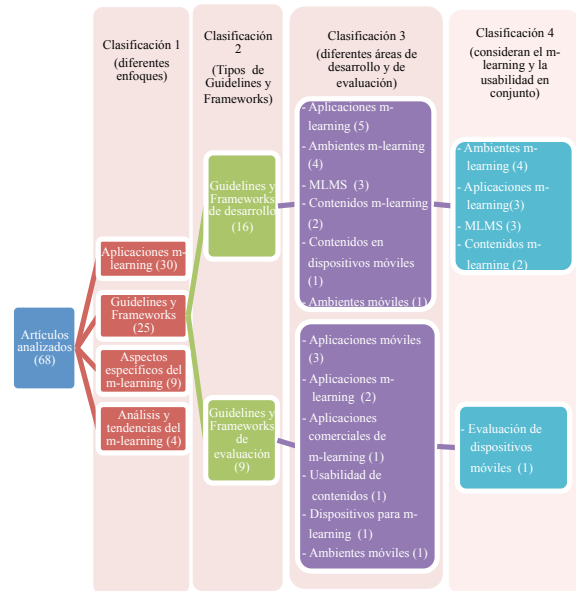 Clasificación 1
(diferentes
enfoques)
Clasificación
2
(Tipos de
Guidelines y
Frameworks)
Clasificación 3
(diferentes áreas de
desarrollo y de
evaluación)
Clasificación 4
(consideran el m-
learning y la
usabilidad en
conjunto)
Artículos
analizados
(68)
Aplicaciones m-
learning (30)
Guidelines y
Frameworks
(25)
Aspectos
específicos del
m-learning (9)
Análisis y
tendencias del
m-learning (4)
Guidelines y
Frameworks
de desarrollo
(16)
Guidelines y
Frameworks
de evaluación
(9)
- Aplicaciones m-
learning (5)
- Ambientes m-learning
(4)
- MLMS (3)
- Contenidos m-learning
(2)
- Contenidos en
dispositivos móviles
(1)
- Ambientes móviles (1)
- Aplicaciones móviles
(3)
- Aplicaciones m-
learning (2)
- Aplicaciones
comerciales de
m-learning (1)
- Usabilidad de
contenidos (1)
- Dispositivos para m-
learning (1)
- Ambientes móviles (1)
- Ambientes m-
learning (4)
- Aplicaciones m-
learning(3)
- MLMS (3)
- Contenidos m-
learning (2)
- Evaluación de
dispositivos
móviles (1)